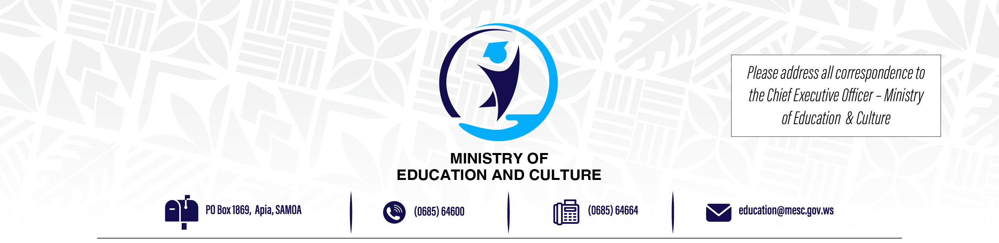 Please address all correspondence to
the Chief Executive Officer – Ministry
of Education & Culture
MINISTRY OF
EDUCATION AND CULTURE
PO Box 1869, Apia, SAMOA
(0685) 64600
(0685) 64664
education@mesc.gov.ws